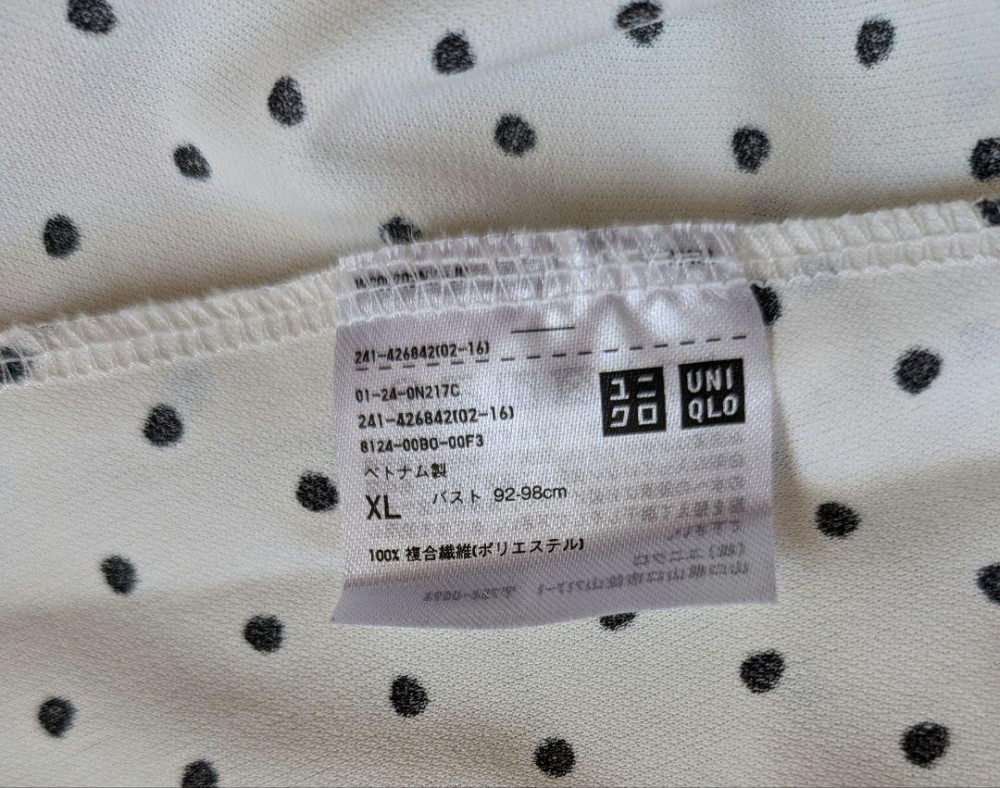 241-426842(02-16)
01-24-0N217C
241-426842(02-16)
8124-00B0-00F3
ベトナム製
XL バスト 92-98cm
100% 複合繊維(ポリエステル)
ユニ
クロ
UNI
QLO